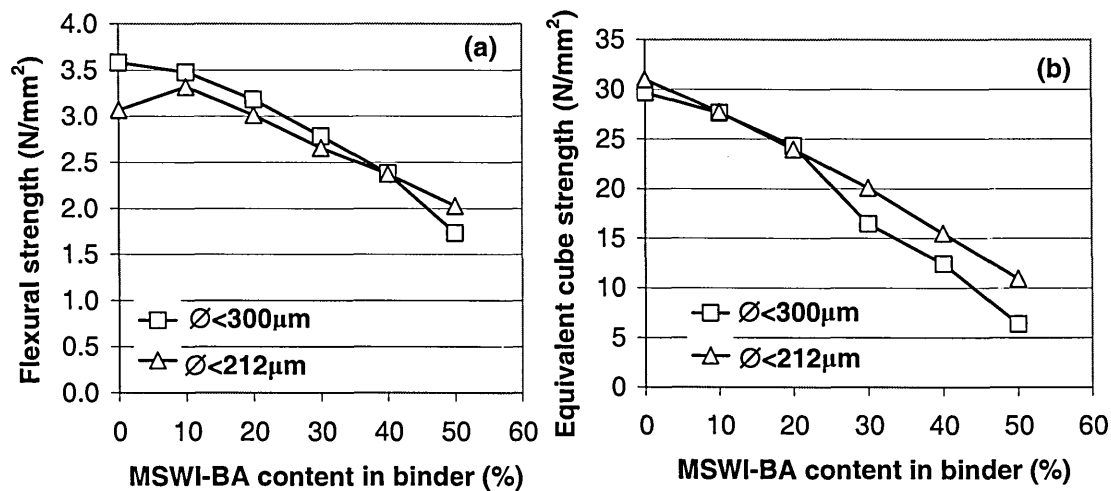 (a)
Flexural strength (N/mm²)
4.0
3.5
3.0
2.5
2.0
1.5
1.0
0.5
0.0
Ø<300μm
Ø<212μm
0 10 20 30 40 50 60
MSWI-BA content in binder (%)
(b)
Equivalent cube strength (N/mm²)
35
30
25
20
15
10
5
0
Ø<300μm
Ø<212μm
0 10 20 30 40 50 60
MSWI-BA content in binder (%)